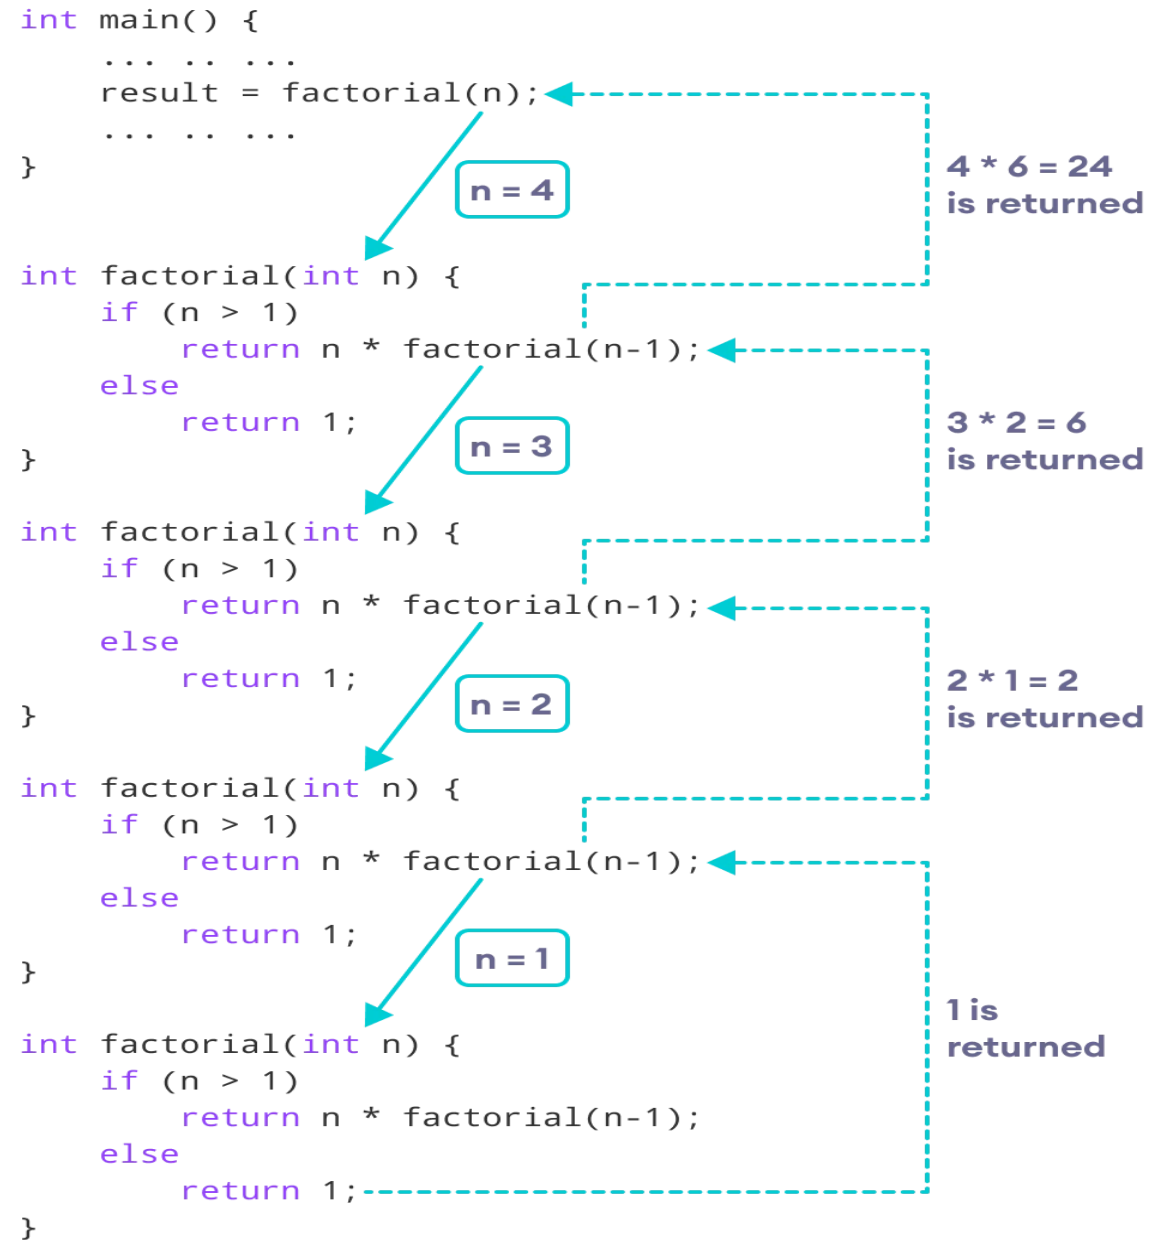 int main() {
... .. ...
result = factorial(n);
... .. ...
}
n = 4
4 * 6 = 24
is returned
int factorial(int n) {
if (n > 1)
return n * factorial(n-1);
else
return 1;
}
n = 3
3 * 2 = 6
is returned
int factorial(int n) {
if (n > 1)
return n * factorial(n-1);
else
return 1;
}
n = 2
2 * 1 = 2
is returned
int factorial(int n) {
if (n > 1)
return n * factorial(n-1);
else
return 1;
}
n = 1
1 is
returned
int factorial(int n) {
if (n > 1)
return n * factorial(n-1);
else
return 1;
}